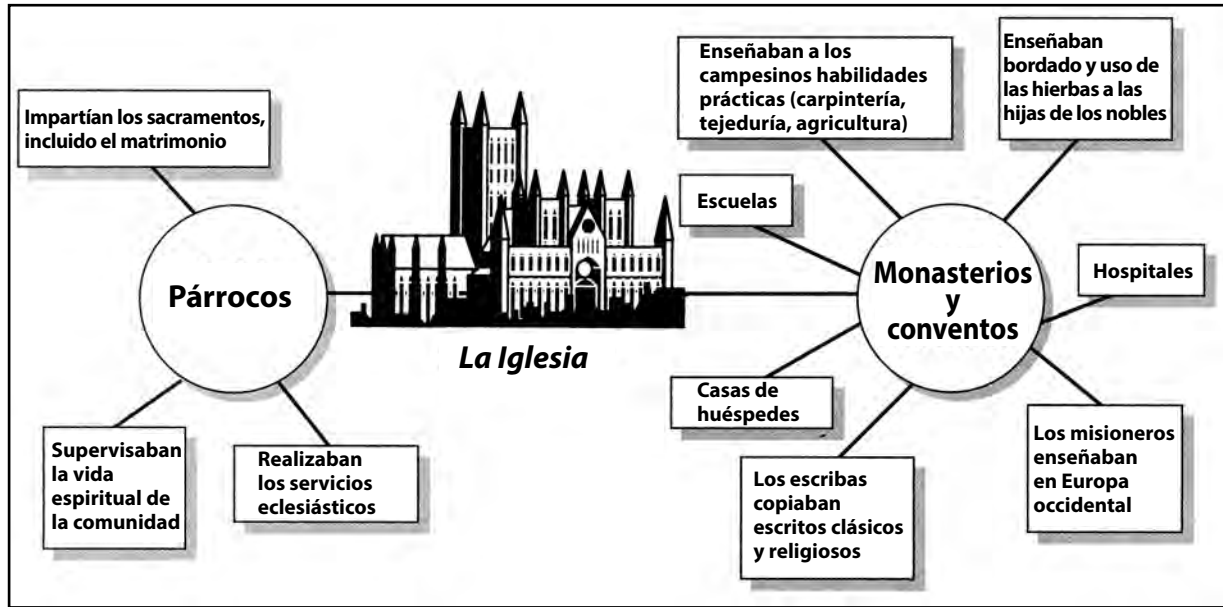 Impartían los sacramentos,
incluido el matrimonio
Párrocos
Supervisaban
la vida
espiritual de
la comunidad
Realizaban
los servicios
eclesiásticos
La Iglesia
Enseñaban a los
campesinos habilidades
prácticas (carpintería,
tejeduría, agricultura)
Enseñaban
bordado y uso de
las hierbas a las
hijas de los nobles
Escuelas
Monasterios
y
conventos
Hospitales
Casas de
huéspedes
Los escribas
copiaban
escritos clásicos
y religiosos
Los misioneros
enseñaban
en Europa
occidental